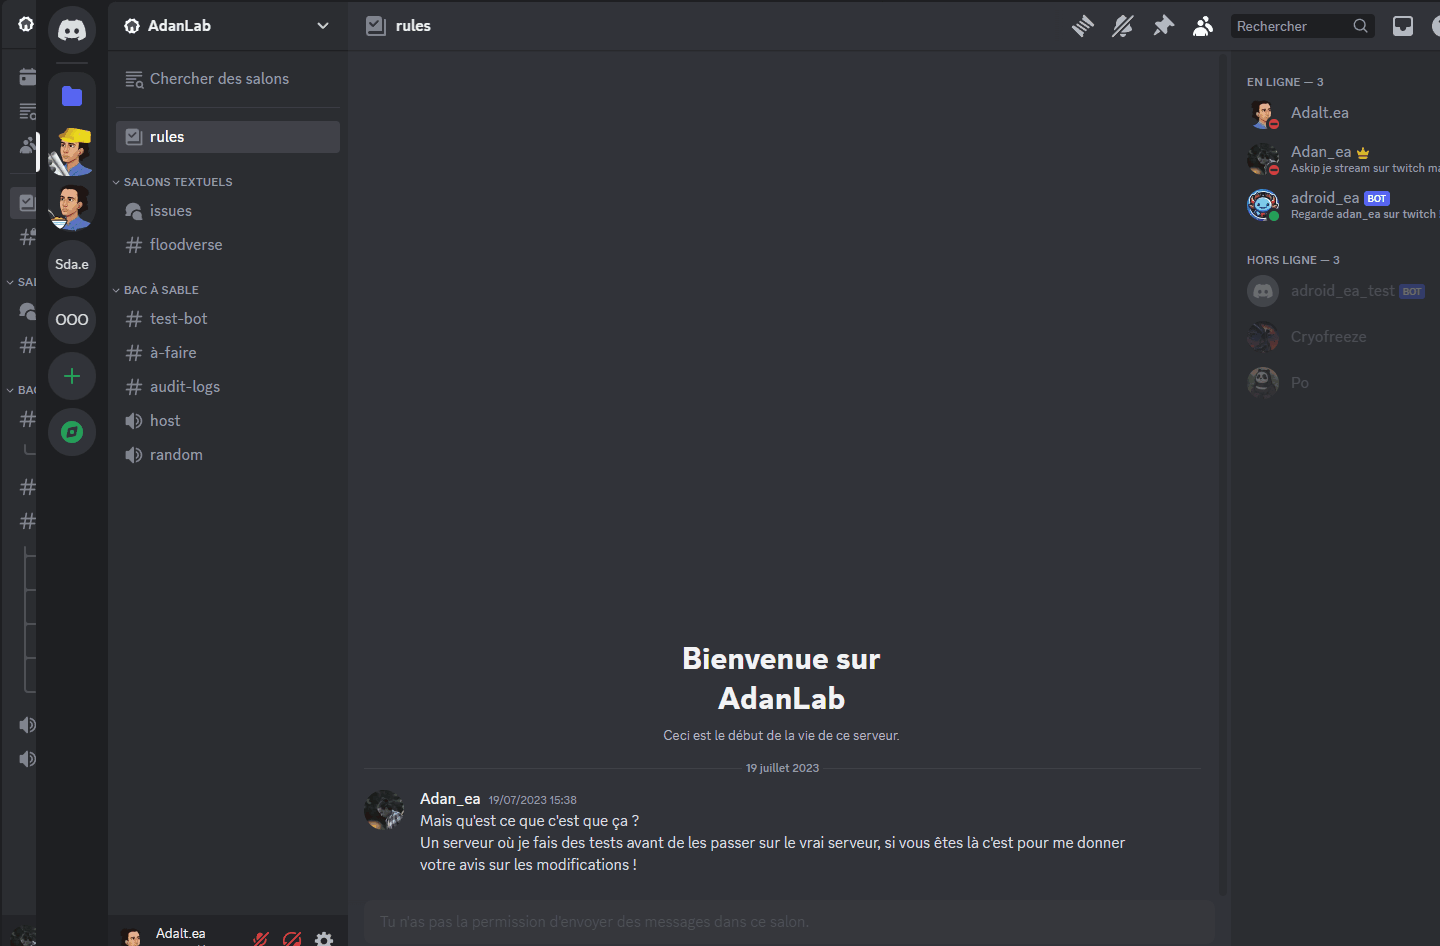 AdanLab
rules
Rechercher
Chercher des salons
rules
SALONS TEXTUELS
issues
floodverse
BAC À SABLE
test-bot
à-faire
audit-logs
host
random
SAL
BAC
Sda.e
OOO
Bienvenue sur
AdanLab
Ceci est le début de la vie de ce serveur.
19 juillet 2023
Adan_ea 19/07/2023 15:38
Mais qu'est ce que c'est que ça ?
Un serveur où je fais des tests avant de les passer sur le vrai serveur, si vous êtes là c'est pour me donner
votre avis sur les modifications !
Tu n'as pas la permission d'envoyer des messages dans ce salon.
Adalt.ea
EN LIGNE — 3
Adalt.ea
Adan_ea
Askip je stream sur twitch ma
adroid_ea BOT
Regarde adan_ea sur twitch
HORS LIGNE — 3
adroid_ea_test BOT
Cryofreeze
Po